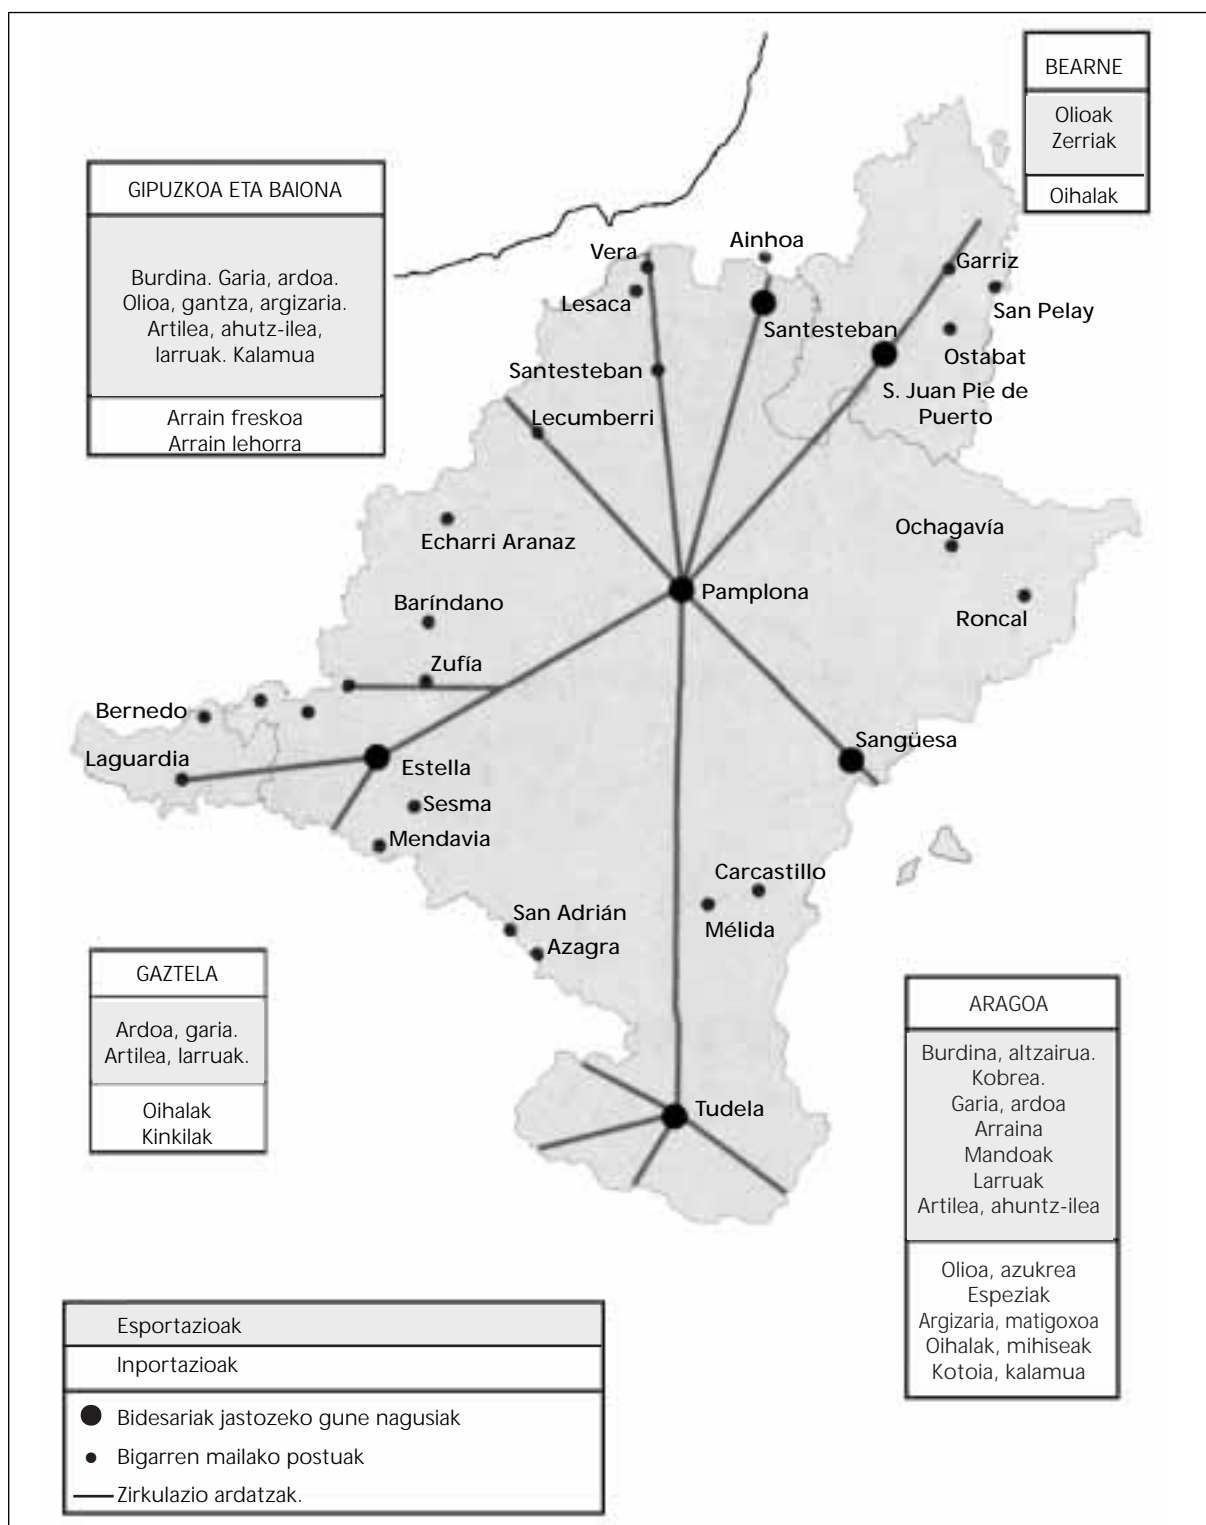 BEARNE
Olioak
Zerriak
Oihalak
GIPUZKOA ETA BAIONA
Burdina. Garia, ardoa.
Olioa, gantza, argizaria.
Artilea, ahutz-ilea,
larruak. Kalamua
Arrain freskoa
Arrain lehorra
Vera
Ainhoa
Garriz
Lesaca
San Pelay
Santesteban
Ostabat
Santesteban
S. Juan Pie de
Puerto
Lecumberri
Echarri Aranaz
Ochagavía
Pamplona
Baríndano
Roncal
Zufía
Bernedo
Laguardia
Estella
Sangüesa
Sesma
Mendavia
Carcastillo
San Adrián
Mélida
Azagra
GAZTELA
Ardoa, garia.
Artilea, larruak.
Oihalak
Kinkilak
Tudela
ARAGOA
Burdina, altzairua.
Kobrea.
Garia, ardoa
Arraina
Mandoak
Larruak
Artilea, ahuntz-ilea
Olioa, azukrea
Espeziak
Argizaria, matigoxoa
Oihalak, mihiseak
Kotoia, kalamua
Esportazioak
Inportazioak
Bidesariak jastozeko gune nagusiak
Bigarren mailako postuak
Zirkulazio ardatzak.